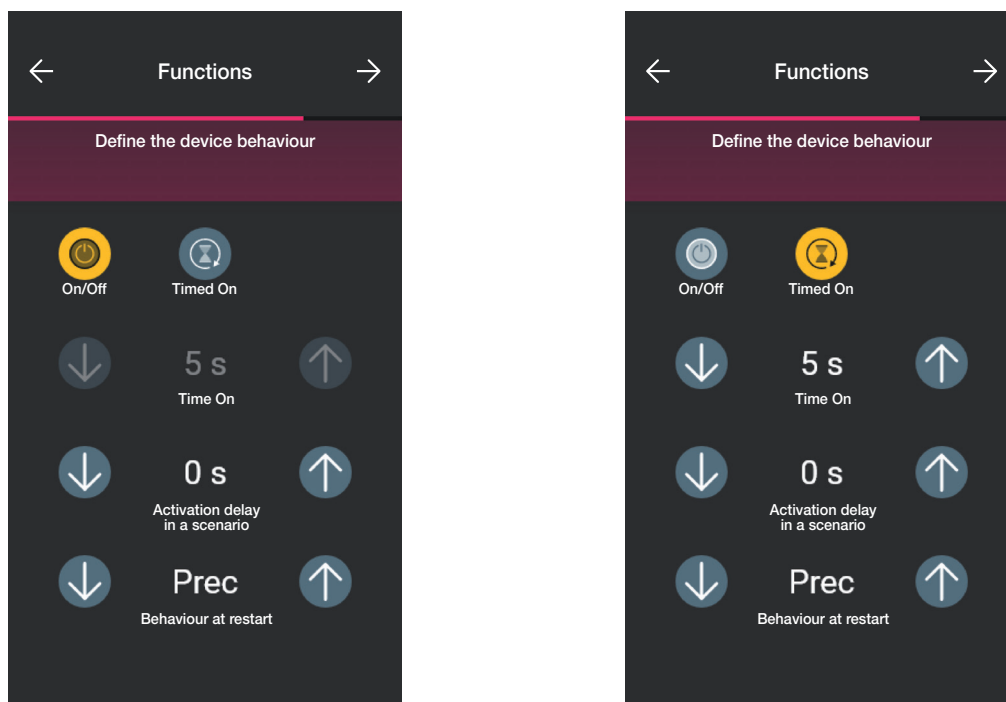 Functions
Define the device behaviour
On/Off
Timed On
5 s
Time On
0 s
Activation delay
in a scenario
Prec
Behaviour at restart
Functions
Define the device behaviour
On/Off
Timed On
5 s
Time On
0 s
Activation delay
in a scenario
Prec
Behaviour at restart